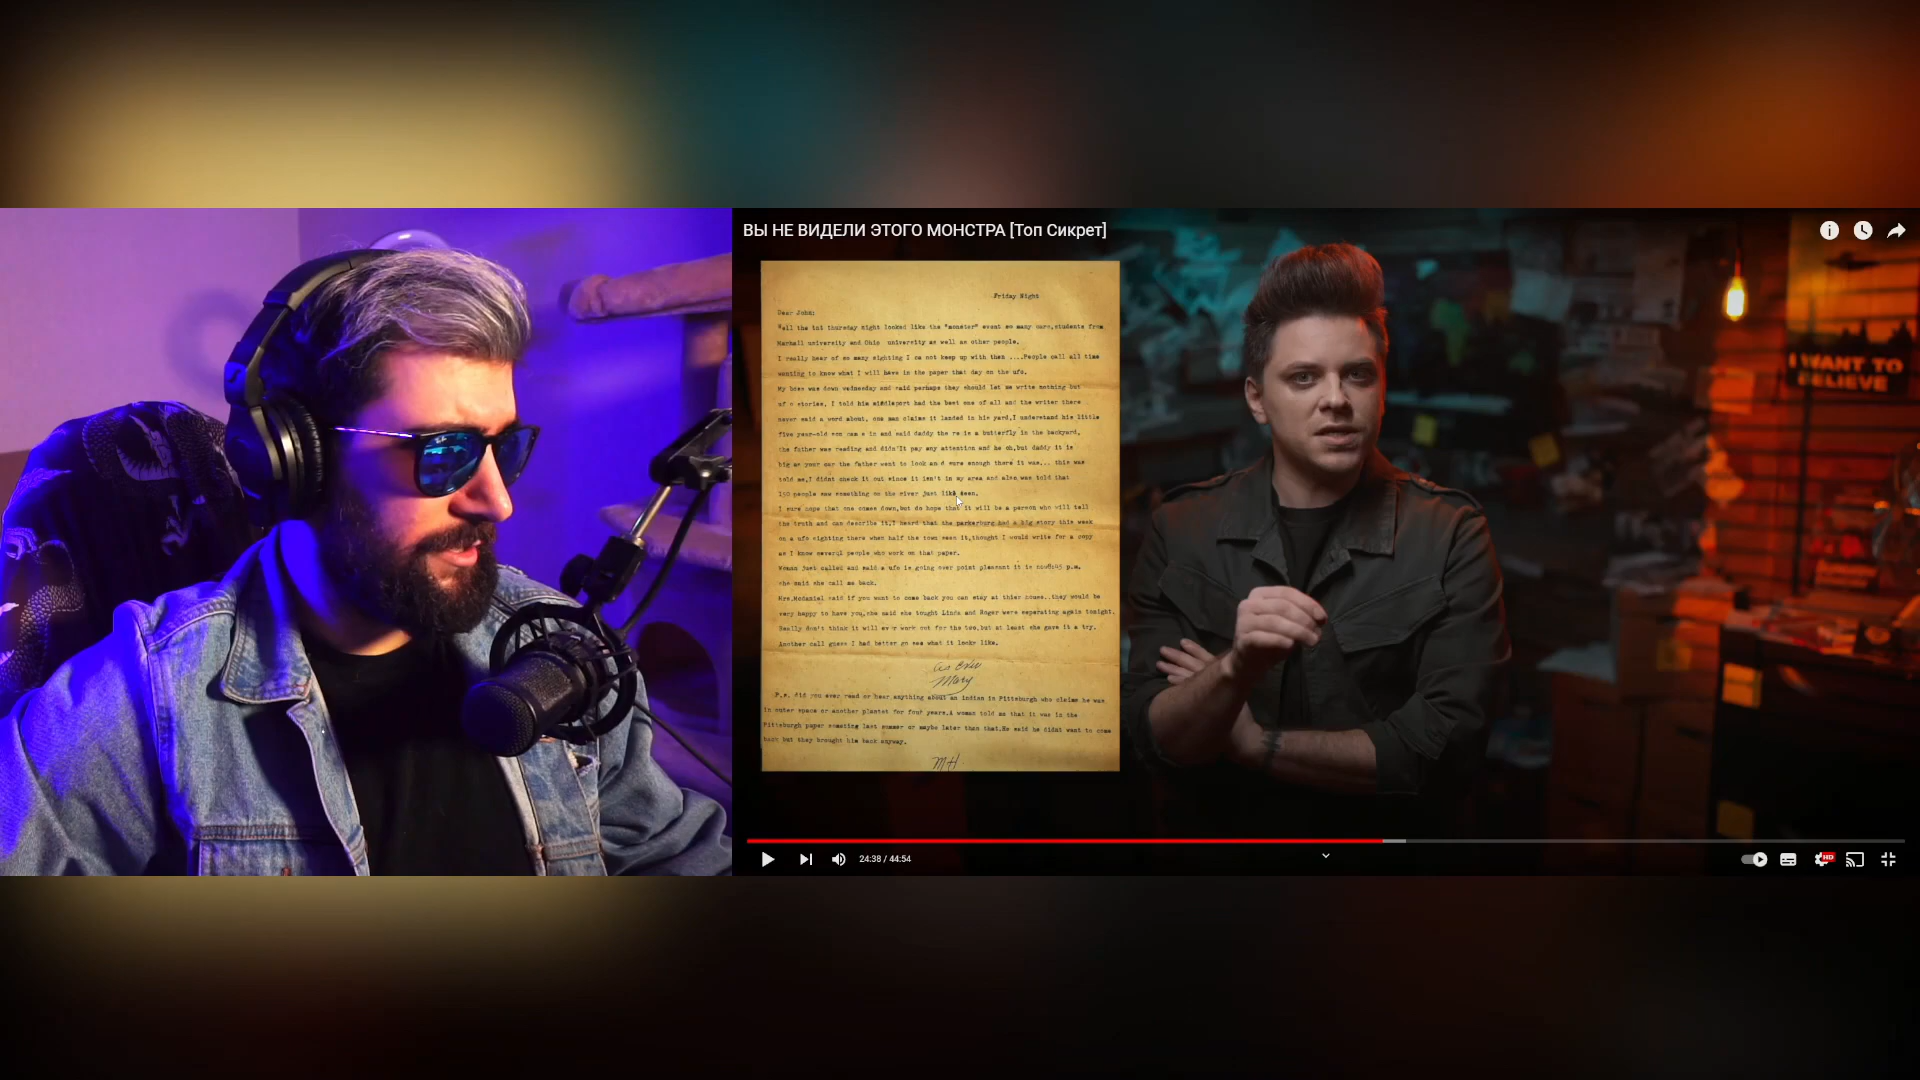 ВЫ НЕ ВИДЕЛИ ЭТОГО МОНСТРА [Топ Сикрет]
Friday Night
Dear John:
all the hot thursday night looked like the "monster" event so many cars, students from
Marhall university and Ohio university as well as other people.
I really hear of so many sighting I ca not keep up with then ....People call all time
wanting to know what I will have in the paper that day on the ufo.
My boss was down wednesday and said perhaps they should let me write nothing but
uf o stories, I told him middleport had the best one of all and the writer there
never said a word about, one man claims it landed in his yard,I understand his little
five year-old son cam e in and said daddy the re is a butterfly in the backyard,
the father was reading and didn't pay any attention and he oh,but daddy it is
big as your car the father went to look an d sure enough there it was... this was
told me,I didnt check it out since it isn't in my area and also was told that
150 people saw something on the river just like seen.
I sure hope that one comes down,but do hope that it will be a person who will tell
the truth and can describe it,I heard that the parkerburg had a big story this week
on a ufo sighting there when half the town seen it,thought I would write for a copy
as I know several people who work on that paper.
Woman just called and said a ufo is going over point pleasant it is now8:45 p.m.
she said she call me back.
Mrs.Mcdaniel said if you want to come back you can stay at thier house..they would be
very happy to have you,she said she tought Linda and Roger were seperating again tonight.
Really don't think it will ever work out for the two,but at least she gave it a try.
Another call guess I had better go see what it looks like.
as ever
Mary
P.s. did you ever read or hear anything about an indian in Pittsburgh who claims he was
in outer space or another planet for four years.A woman told me that it was in the
Pittsburgh paper sometime last summer or maybe later than that.He said he didnt want to come
back but they brought him back anyway.
MH
I WANT TO
BELIEVE
24:38 / 44:54
HD